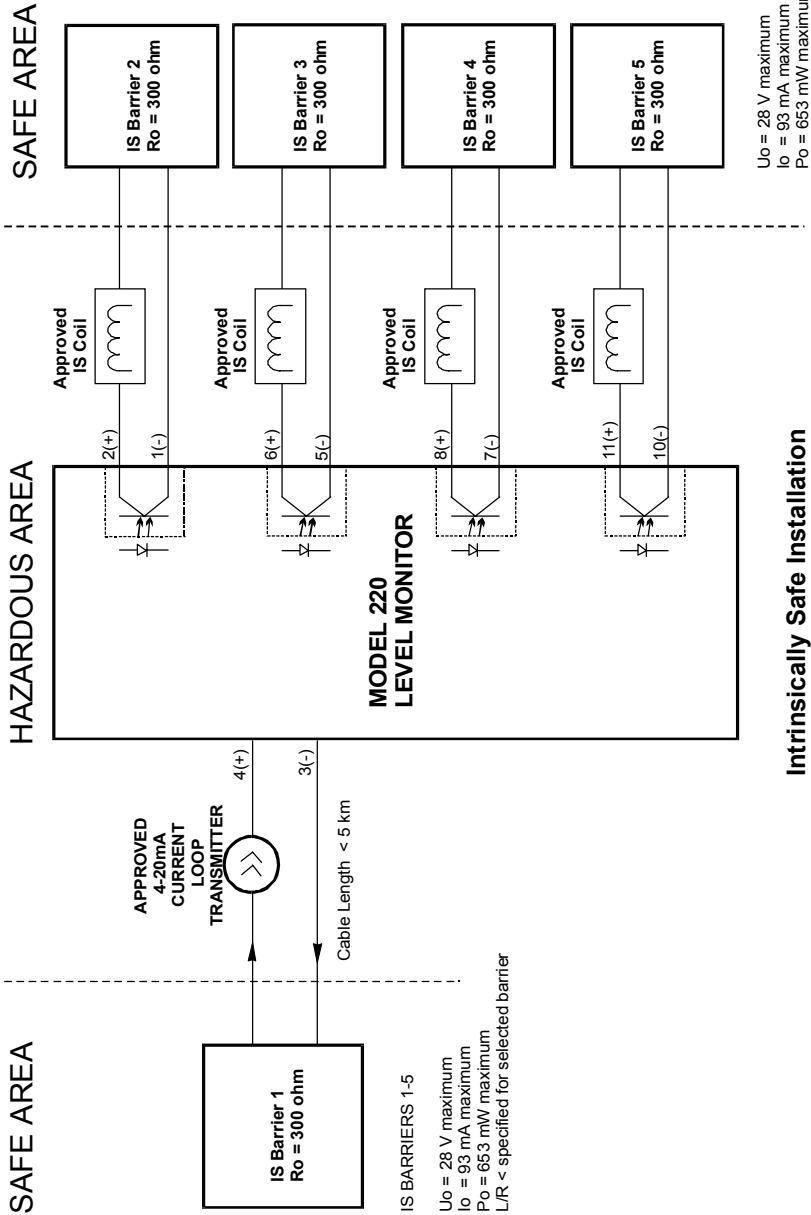 SAFE AREA
HAZARDOUS AREA
SAFE AREA
IS Barrier 1
Ro = 300 ohm
IS BARRIERS 1-5
Uo = 28 V maximum
Io = 93 mA maximum
Po = 653 mW maximum
L/R < specified for selected barrier
APPROVED
4-20mA
CURRENT
LOOP
TRANSMITTER
4(+)
3(-)
Cable Length < 5 km
MODEL 220
LEVEL MONITOR
2(+)
1(-)
Approved
IS Coil
IS Barrier 2
Ro = 300 ohm
6(+)
5(-)
Approved
IS Coil
IS Barrier 3
Ro = 300 ohm
8(+)
7(-)
Approved
IS Coil
IS Barrier 4
Ro = 300 ohm
11(+)
10(-)
Approved
IS Coil
IS Barrier 5
Ro = 300 ohm
Uo = 28 V maximum
Io = 93 mA maximum
Po = 653 mW maximum
Intrinsically Safe Installation